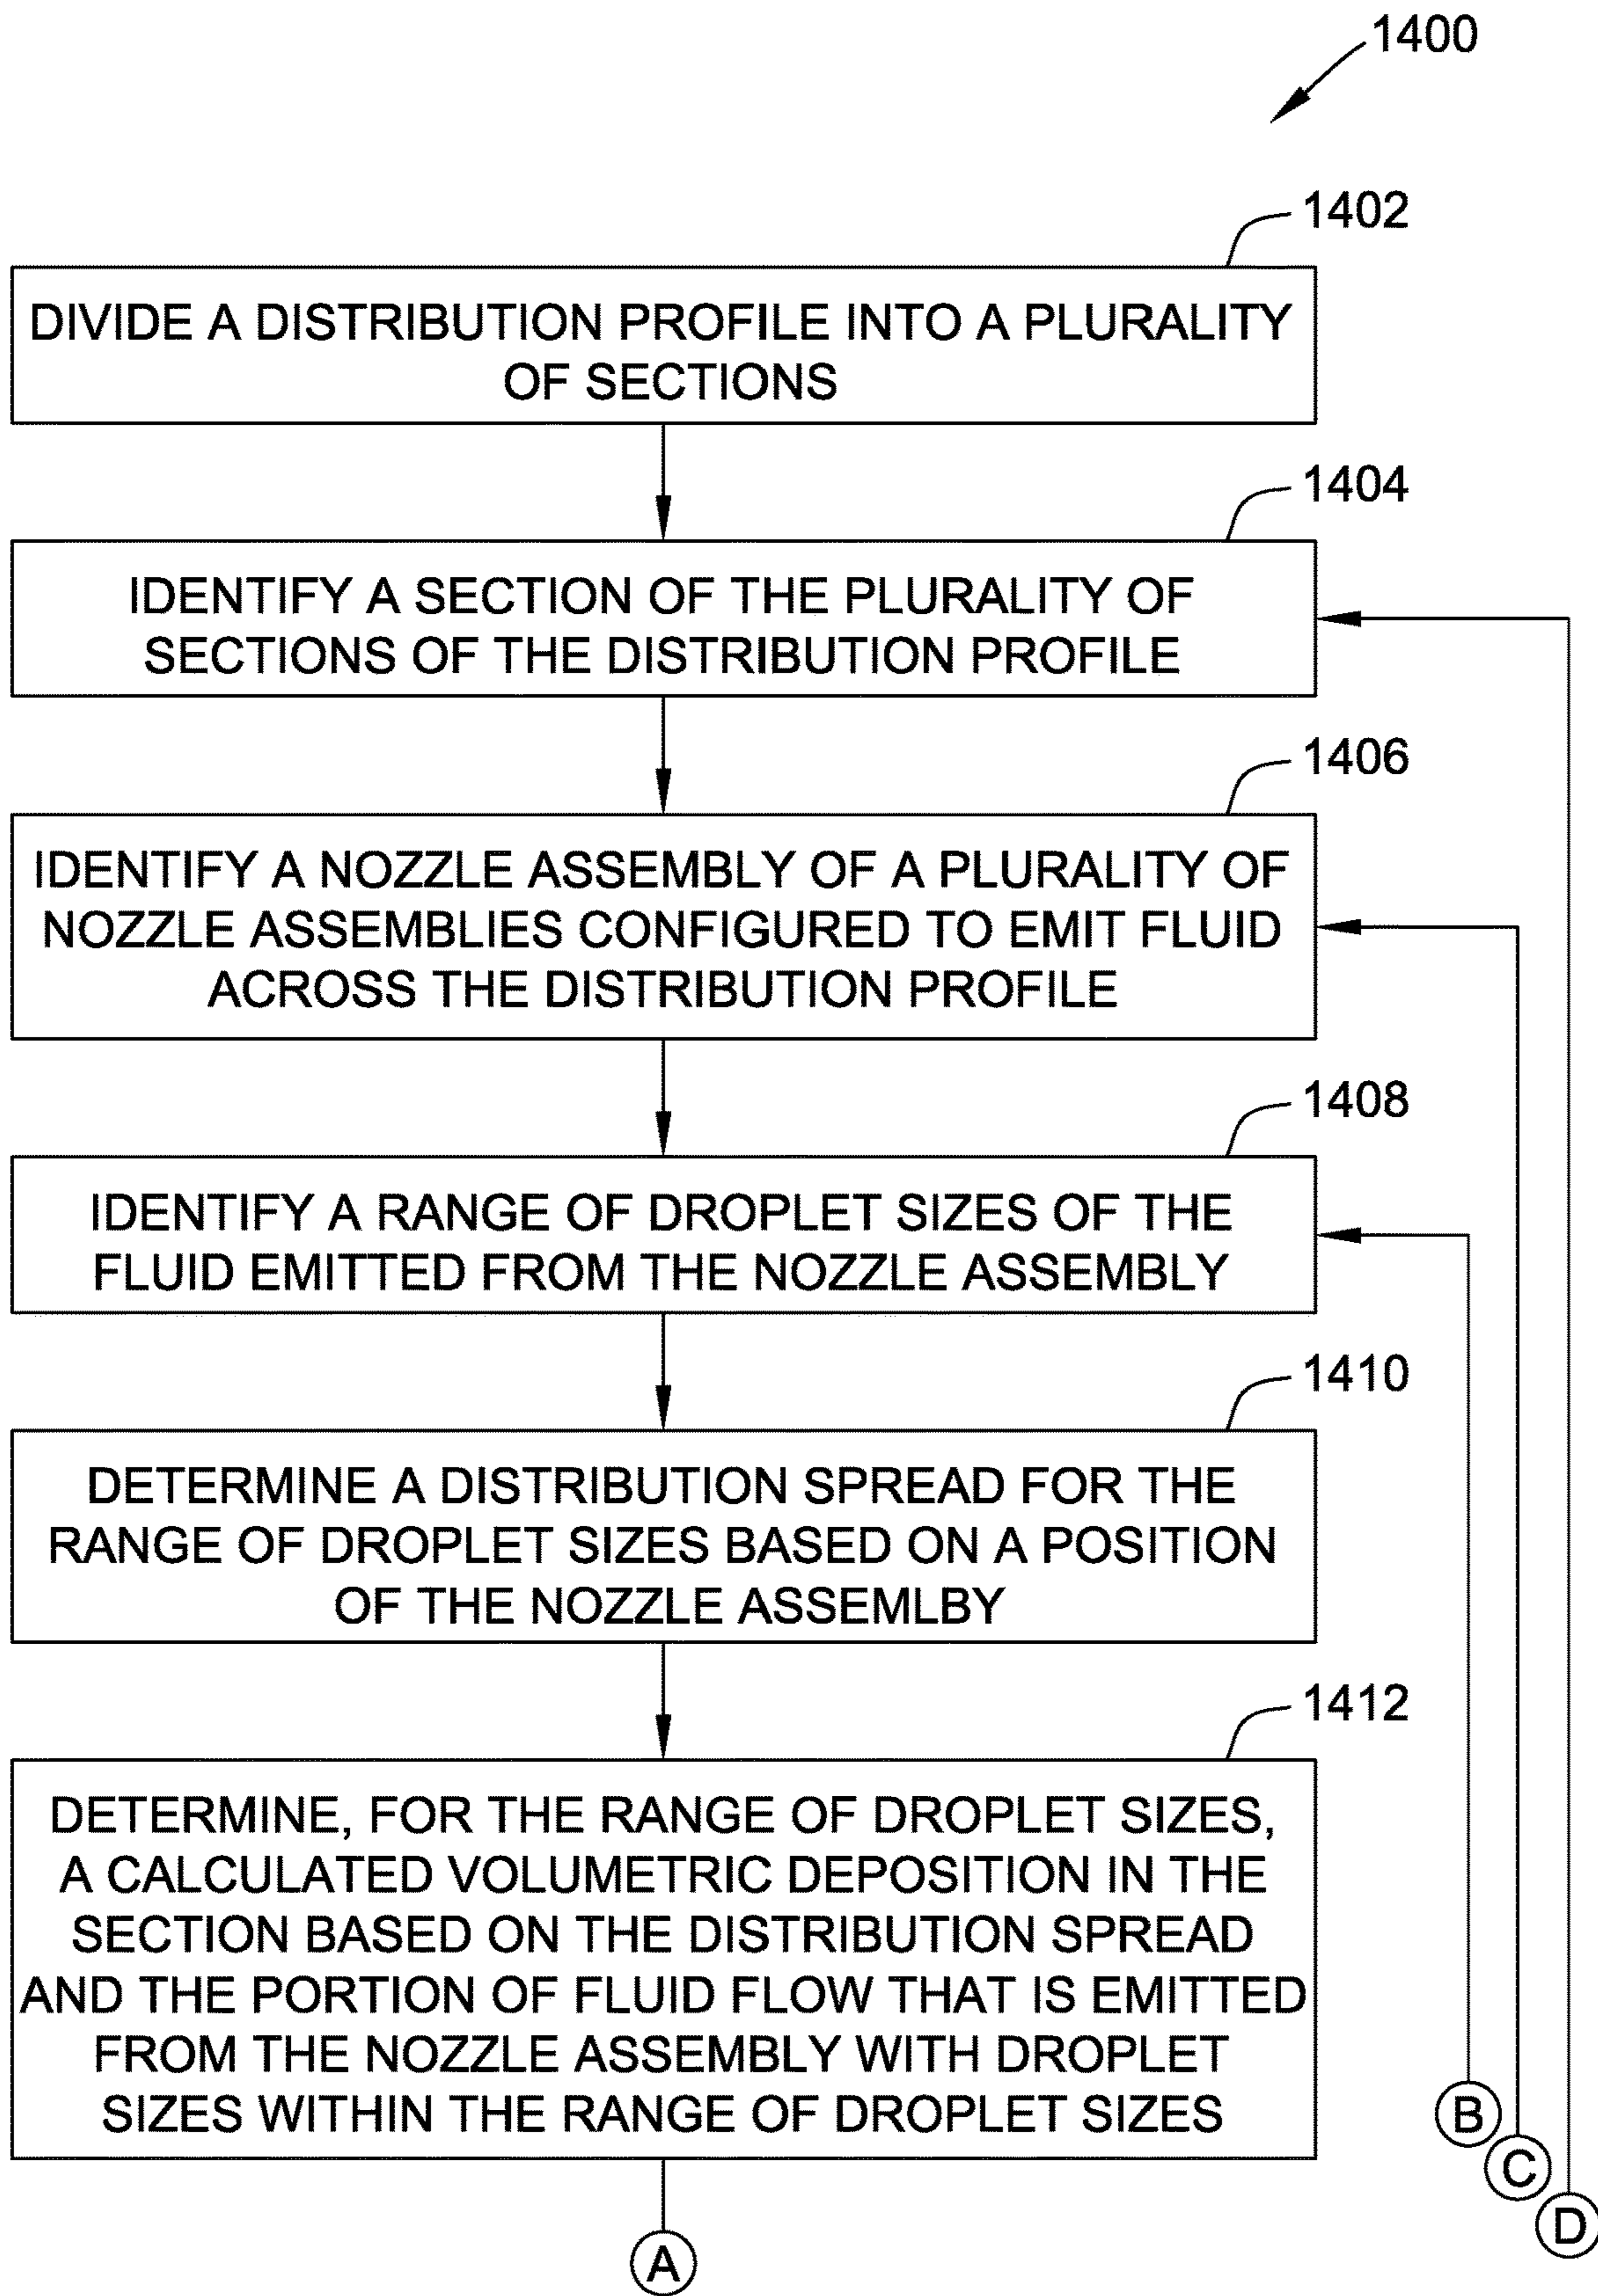 1400
1402
DIVIDE A DISTRIBUTION PROFILE INTO A PLURALITY
OF SECTIONS
1404
IDENTIFY A SECTION OF THE PLURALITY OF
SECTIONS OF THE DISTRIBUTION PROFILE
1406
IDENTIFY A NOZZLE ASSEMBLY OF A PLURALITY OF
NOZZLE ASSEMBLIES CONFIGURED TO EMIT FLUID
ACROSS THE DISTRIBUTION PROFILE
1408
IDENTIFY A RANGE OF DROPLET SIZES OF THE
FLUID EMITTED FROM THE NOZZLE ASSEMBLY
1410
DETERMINE A DISTRIBUTION SPREAD FOR THE
RANGE OF DROPLET SIZES BASED ON A POSITION
OF THE NOZZLE ASSEMLBY
1412
DETERMINE, FOR THE RANGE OF DROPLET SIZES,
A CALCULATED VOLUMETRIC DEPOSITION IN THE
SECTION BASED ON THE DISTRIBUTION SPREAD
AND THE PORTION OF FLUID FLOW THAT IS EMITTED
FROM THE NOZZLE ASSEMBLY WITH DROPLET
SIZES WITHIN THE RANGE OF DROPLET SIZES
B
C
D
A